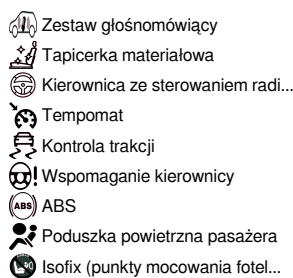 Zestaw głośnomówiący
Tapicerka materiałowa
Kierownica ze sterowaniem radi...
Tempomat
Kontrola trakcji
Wspomaganie kierownicy
(ABS) ABS
Poduszka powietrzna pasażera
Isofix (punkty mocowania fotel...